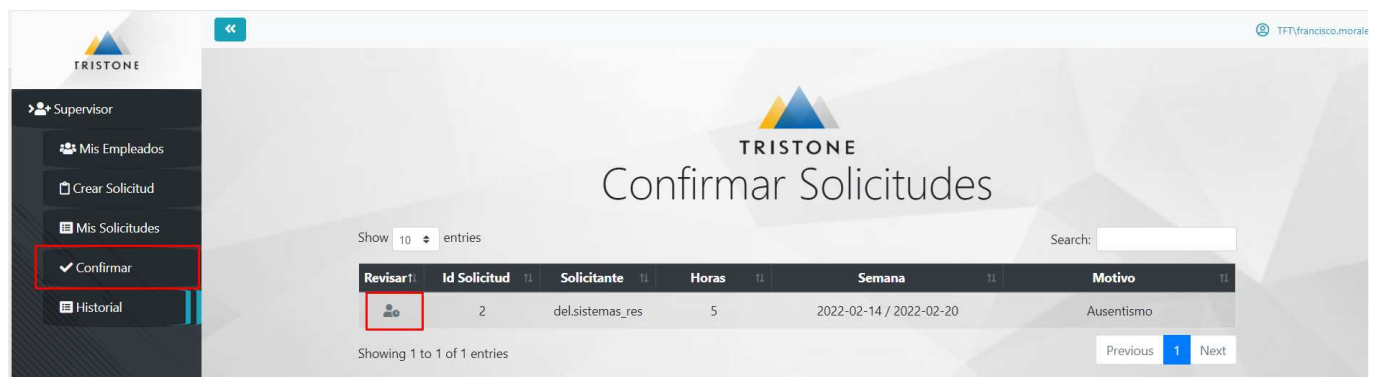 TRISTONE
TFT\francisco.morale
Supervisor
Mis Empleados
Crear Solicitud
Mis Solicitudes
Confirmar
Historial
TRISTONE
Confirmar Solicitudes
Show 10 entries
Search:
Revisar Id Solicitud Solicitante Horas Semana Motivo
2 del.sistemas_res 5 2022-02-14 / 2022-02-20 Ausentismo
Showing 1 to 1 of 1 entries
Previous 1 Next